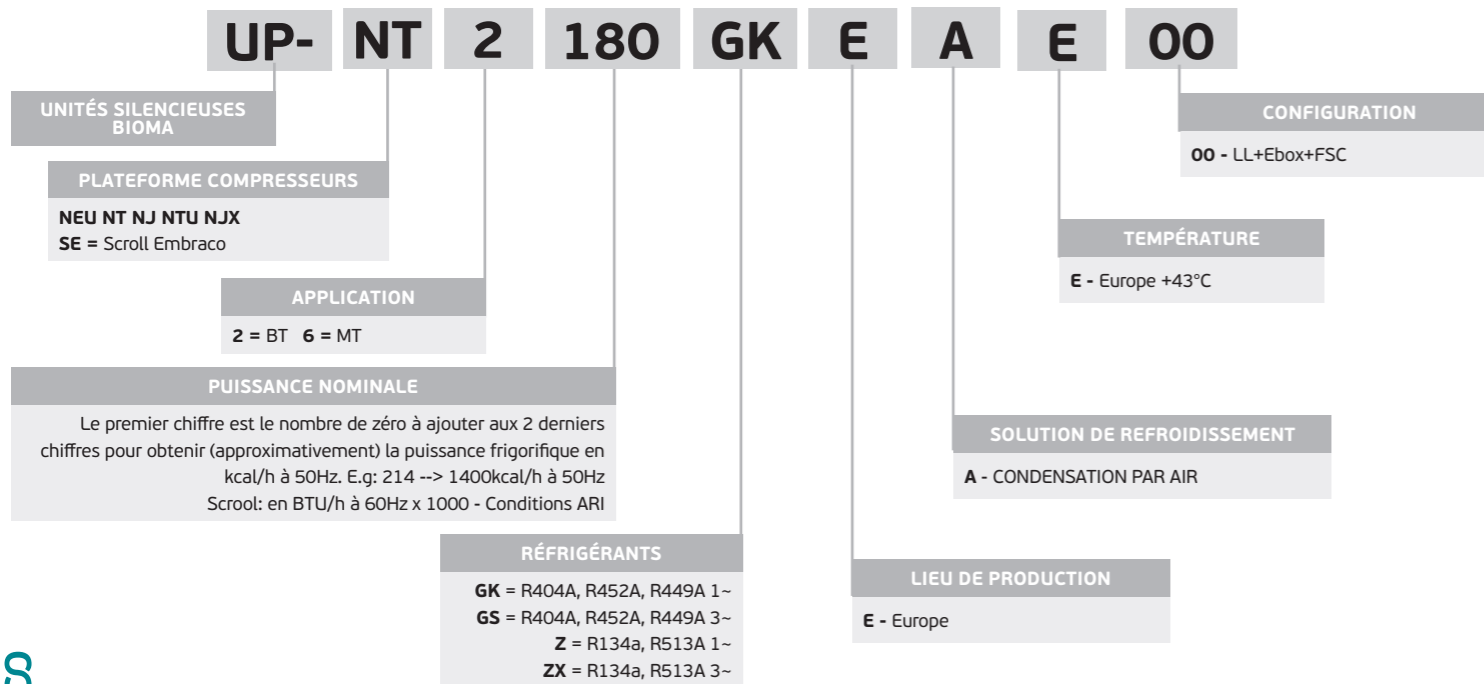 UP- NT 2 180 GK E A E 00
UNITÉS SILENCIEUSES
BIOMA
PLATEFORME COMPRESSEURS
NEU NT NJ NTU NJX
SE = Scroll Embraco
APPLICATION
2 = BT 6 = MT
PUISSANCE NOMINALE
Le premier chiffre est le nombre de zéro à ajouter aux 2 derniers
chiffres pour obtenir (approximativement) la puissance frigorifique en
kcal/h à 50Hz. E.g: 214 --> 1400kcal/h à 50Hz
Scrool: en BTU/h à 60Hz x 1000 - Conditions ARI
RÉFRIGÉRANTS
GK = R404A, R452A, R449A 1~
GS = R404A, R452A, R449A 3~
Z = R134a, R513A 1~
ZX = R134a, R513A 3~
LIEU DE PRODUCTION
E - Europe
SOLUTION DE REFROIDISSEMENT
A - CONDENSATION PAR AIR
TEMPÉRATURE
E - Europe +43°C
CONFIGURATION
00 - LL+Ebox+FSC